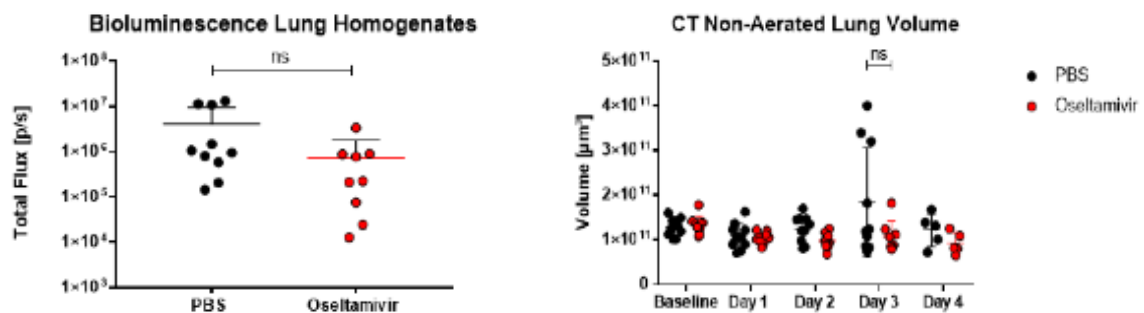 Bioluminescence Lung Homogenates
ns
1×10⁸
1×10⁷
1×10⁶
1×10⁵
1×10⁴
1×10³
Total Flux [p/s]
PBS
Oseltamivir
CT Non-Aerated Lung Volume
ns
5×10¹¹
4×10¹¹
3×10¹¹
2×10¹¹
1×10¹¹
0
Volume [µm³]
Baseline
Day 1
Day 2
Day 3
Day 4
PBS
Oseltamivir